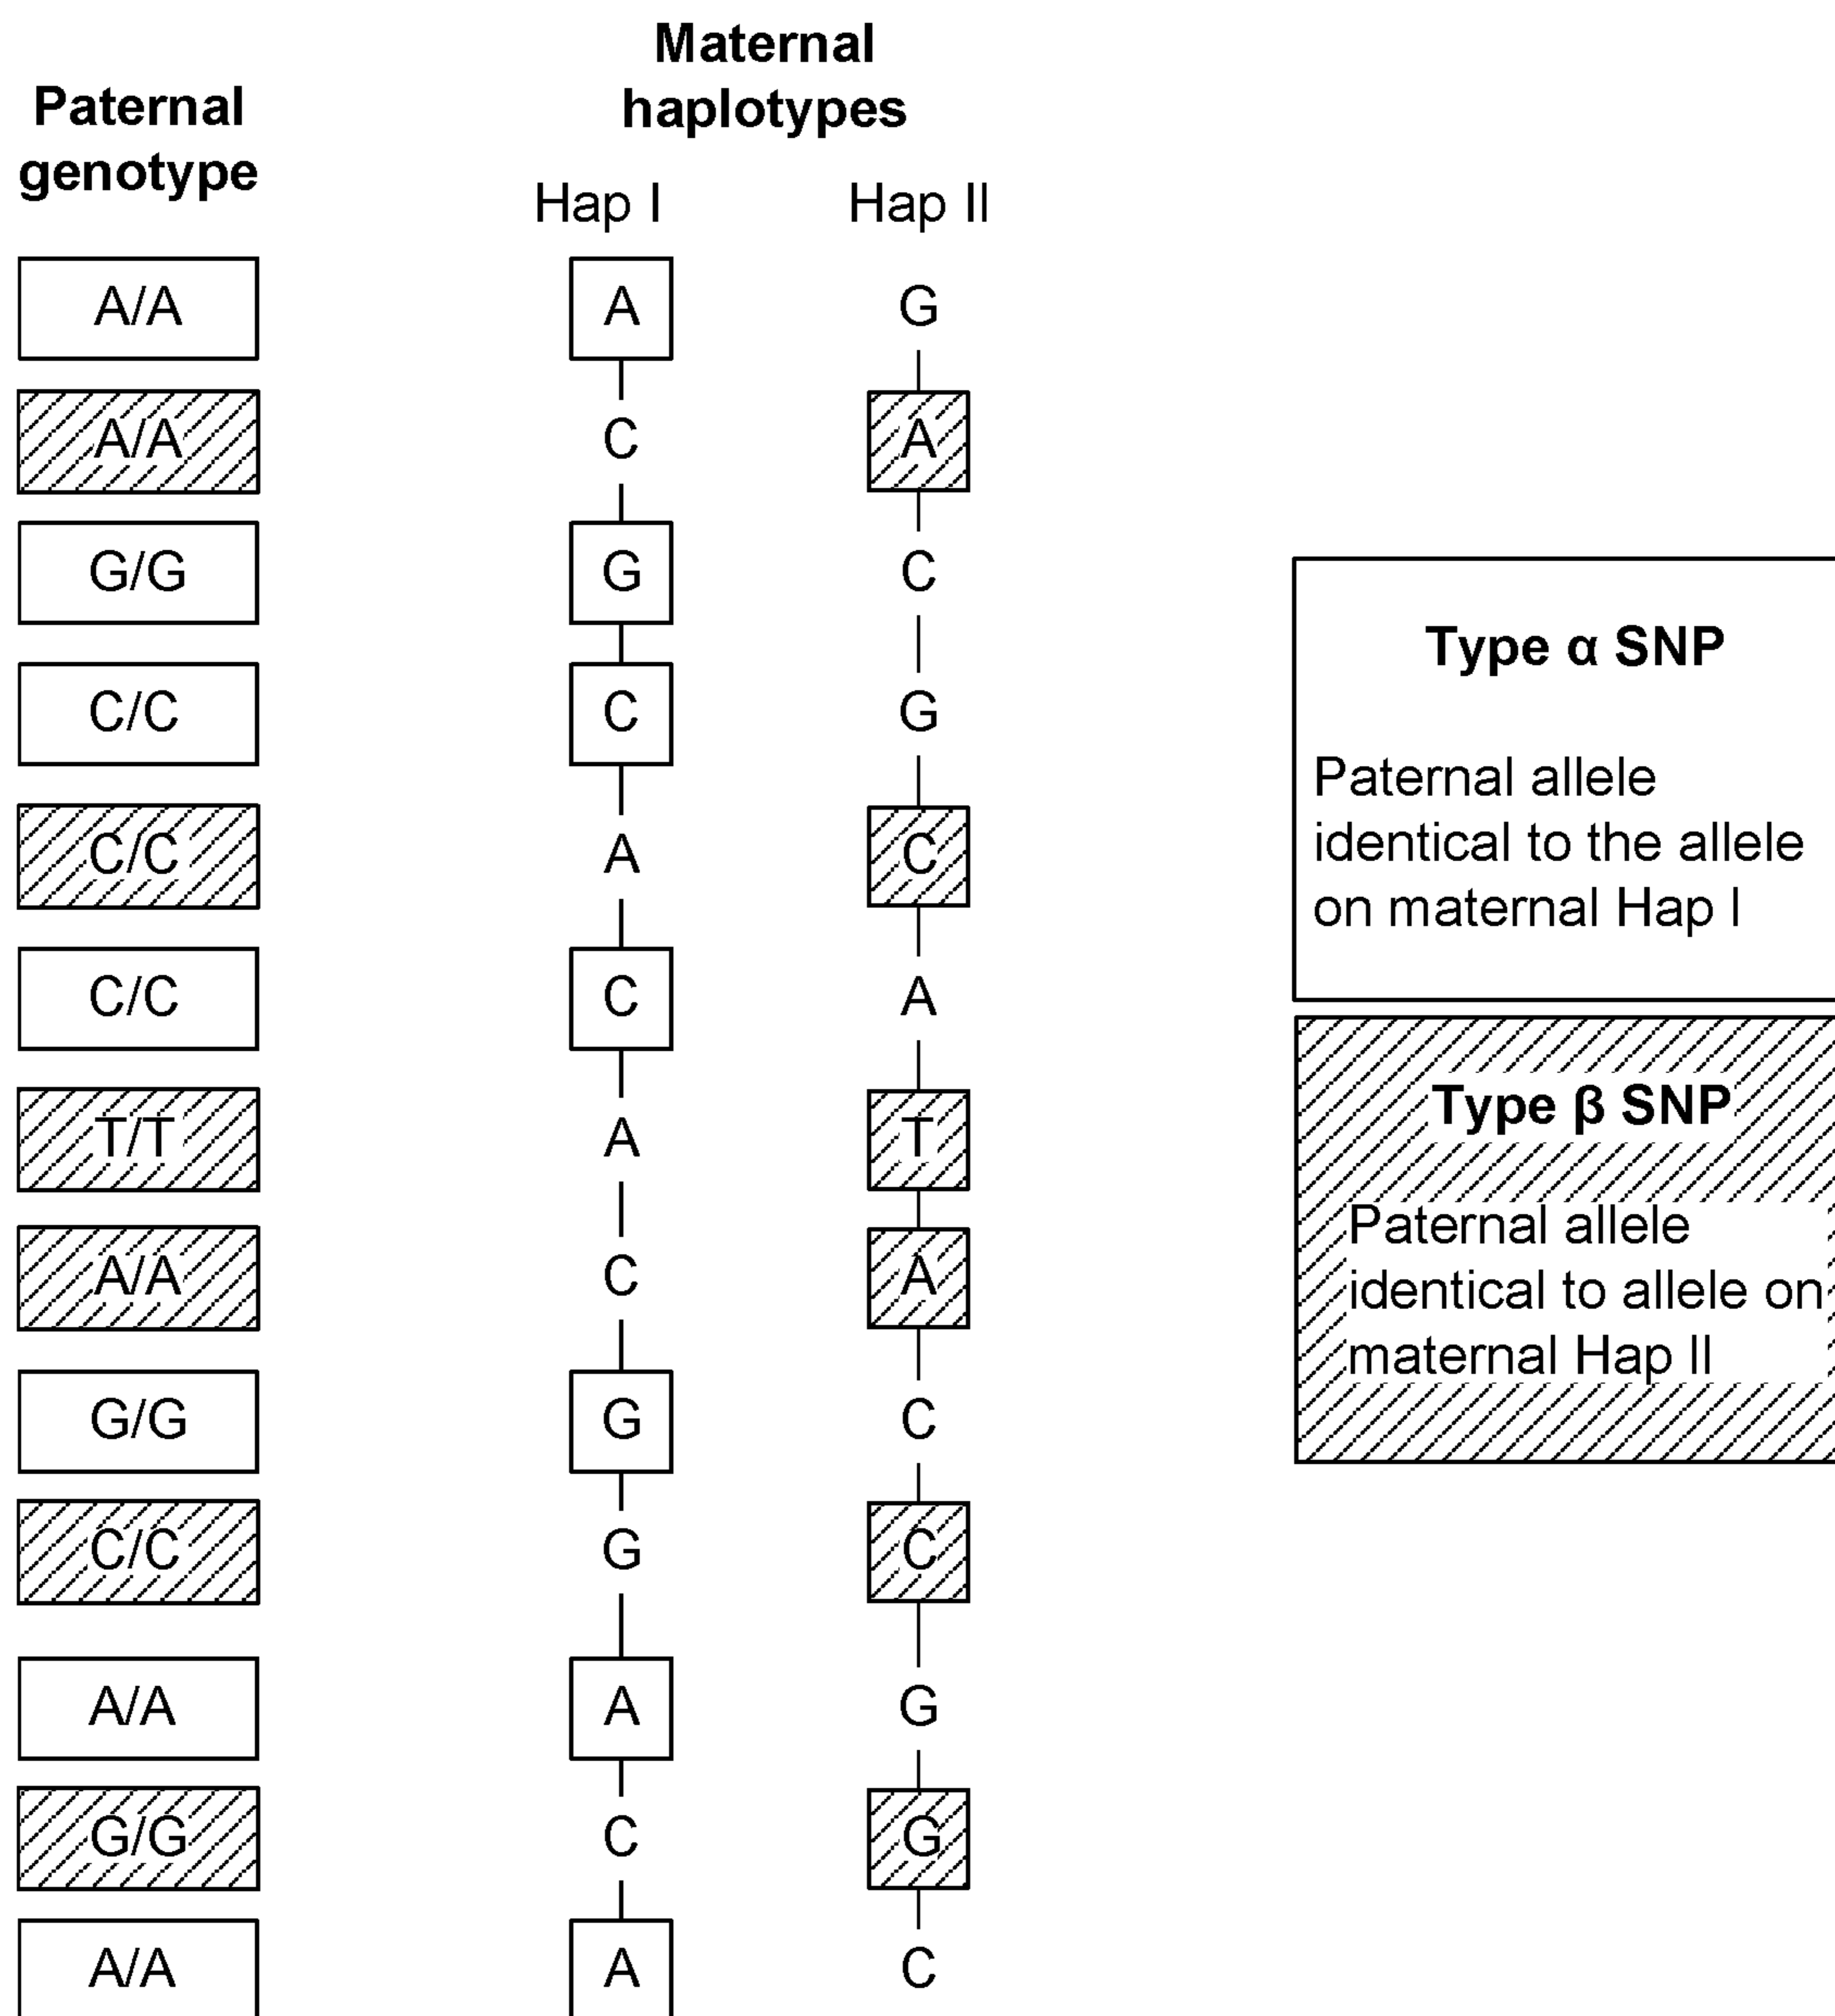 Maternal
haplotypes
Paternal
genotype
Hap I Hap II
A/A A G
A/A C A
G/G G C
C/C C G
C/C A C
C/C C A
T/T A T
A/A C A
G/G G C
C/C G C
A/A A G
G/G C G
A/A A C
Type α SNP
Paternal allele
identical to the allele
on maternal Hap I
Type β SNP
Paternal allele
identical to allele on
maternal Hap II